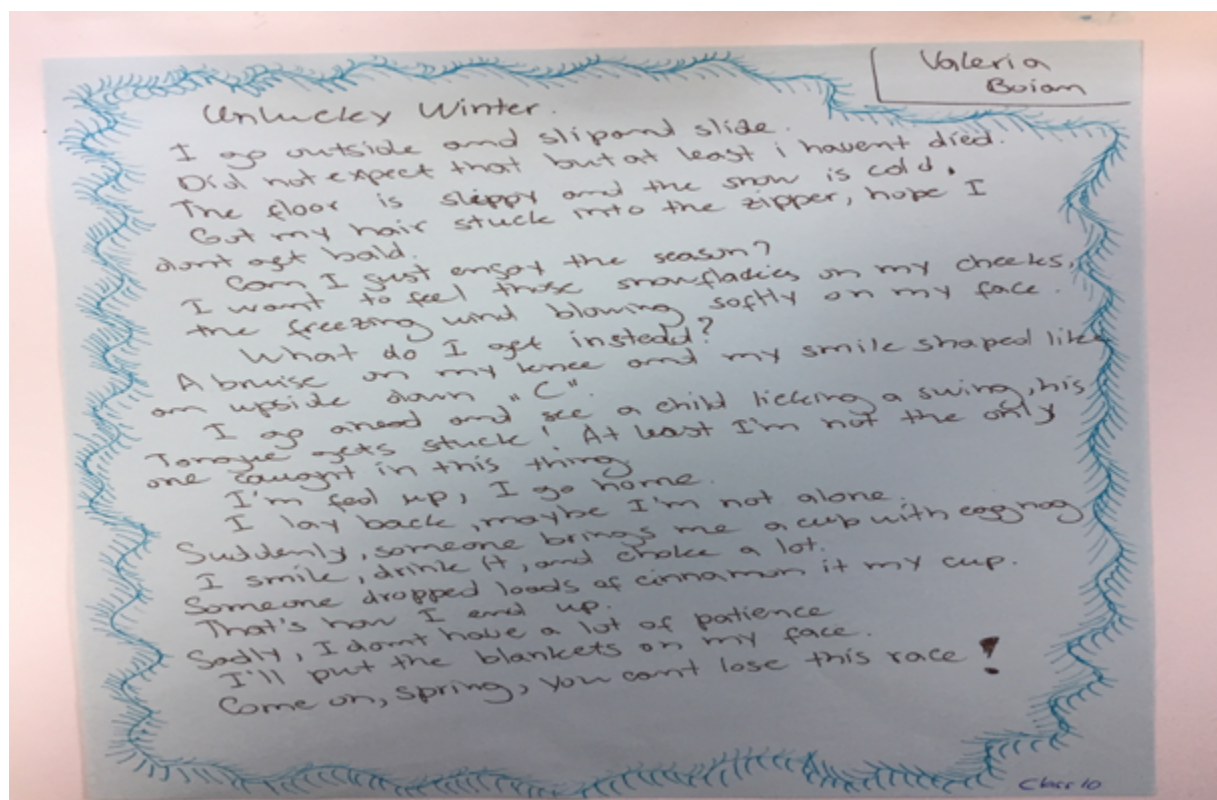 Valeria
Boian
Unlucky Winter.
I go outside and slip and slide.
Did not expect that but at least i havent died.
The floor is slippy and the snow is cold,
Got my hair stuck into the zipper, hope I
dont get bald.
Can I just enjoy the season?
I want to feel those on my cheeks,
the freezing wind blowing softly on my face.
What do I get instead?
A bruise on my knee and my smile shaped like
an upside down "C".
I go ahead and see a child licking a swing, his
Tongue gets stuck! At least I'm not the only
one caught in this thing
I'm up, I go home.
I lay back, maybe I'm not alone.
Suddenly, someone brings me a cup with eggnog
I smile, drink it, and choke a lot.
Someone dropped loads of cinnamon it my cup.
That's how I end up.
Sadly, I dont have a lot of patience
I'll put the blankets on my face.
Come on, spring, you cant lose this race!
Class 10